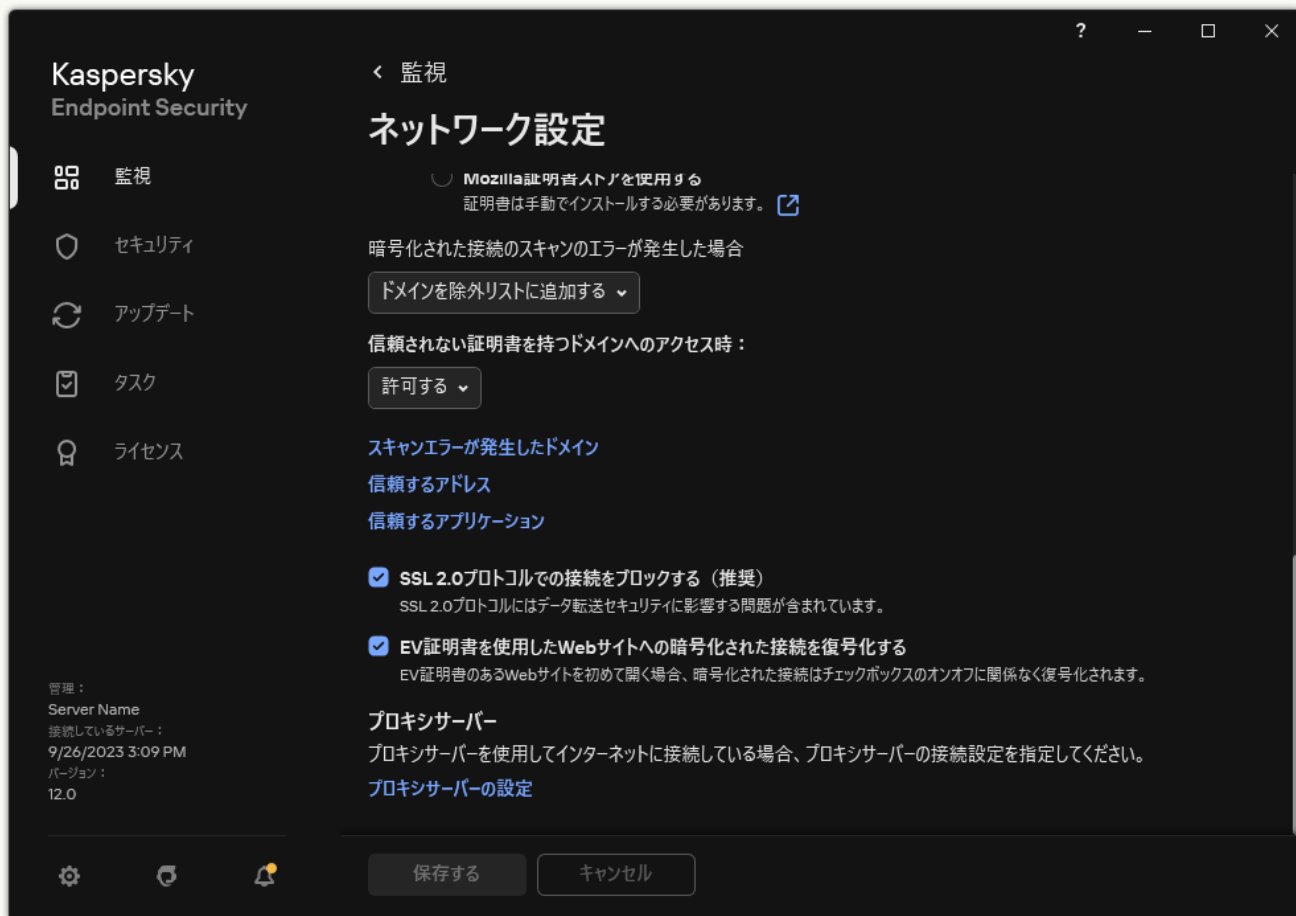 ?
Kaspersky
Endpoint Security
監視
セキュリティ
アップデート
タスク
ライセンス
管理：
Server Name
接続しているサーバー：
9/26/2023 3:09 PM
バージョン：
12.0
監視
ネットワーク設定
Mozilla証明書ストアを使用する
証明書は手動でインストールする必要があります。
暗号化された接続のスキャンのエラーが発生した場合
ドメインを除外リストに追加する
信頼されない証明書を持つドメインへのアクセス時：
許可する
スキャンエラーが発生したドメイン
信頼するアドレス
信頼するアプリケーション
SSL 2.0プロトコルでの接続をブロックする（推奨）
SSL 2.0プロトコルにはデータ転送セキュリティに影響する問題が含まれています。
EV証明書を使用したWebサイトへの暗号化された接続を復号化する
EV証明書のあるWebサイトを初めて開く場合、暗号化された接続はチェックボックスのオンオフに関係なく復号化されます。
プロキシサーバー
プロキシサーバーを使用してインターネットに接続している場合、プロキシサーバーの接続設定を指定してください。
プロキシサーバーの設定
保存する
キャンセル